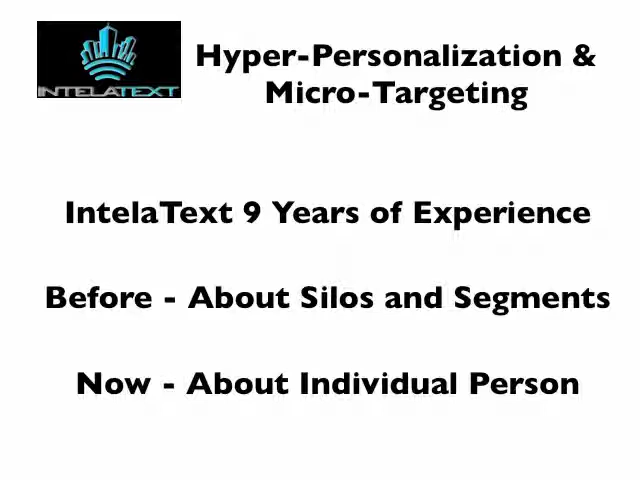 INTELATEXT
Hyper-Personalization &
Micro-Targeting
IntelaText 9 Years of Experience
Before - About Silos and Segments
Now - About Individual Person